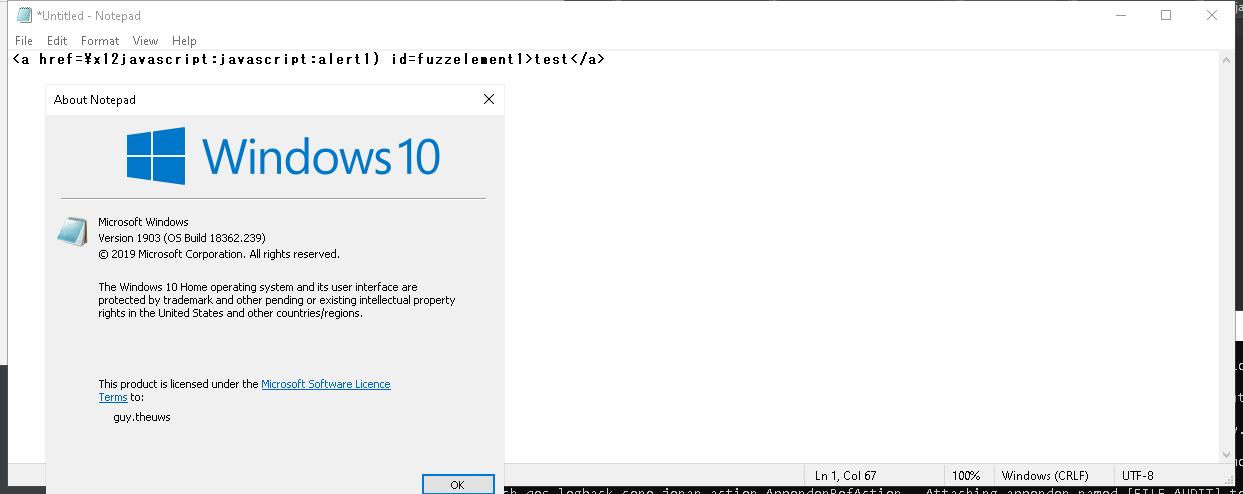 *Untitled - Notepad
File Edit Format View Help
<a href=¥x12javascript:javascript:alert1) id=fuzzelement1>test</a>
About Notepad
Windows 10
Microsoft Windows
Version 1903 (OS Build 18362.239)
© 2019 Microsoft Corporation. All rights reserved.
The Windows 10 Home operating system and its user interface are
protected by trademark and other pending or existing intellectual property
rights in the United States and other countries/regions.
This product is licensed under the Microsoft Software Licence
Terms to:
guy.theuws
OK
Ln 1, Col 67 100% Windows (CRLF) UTF-8